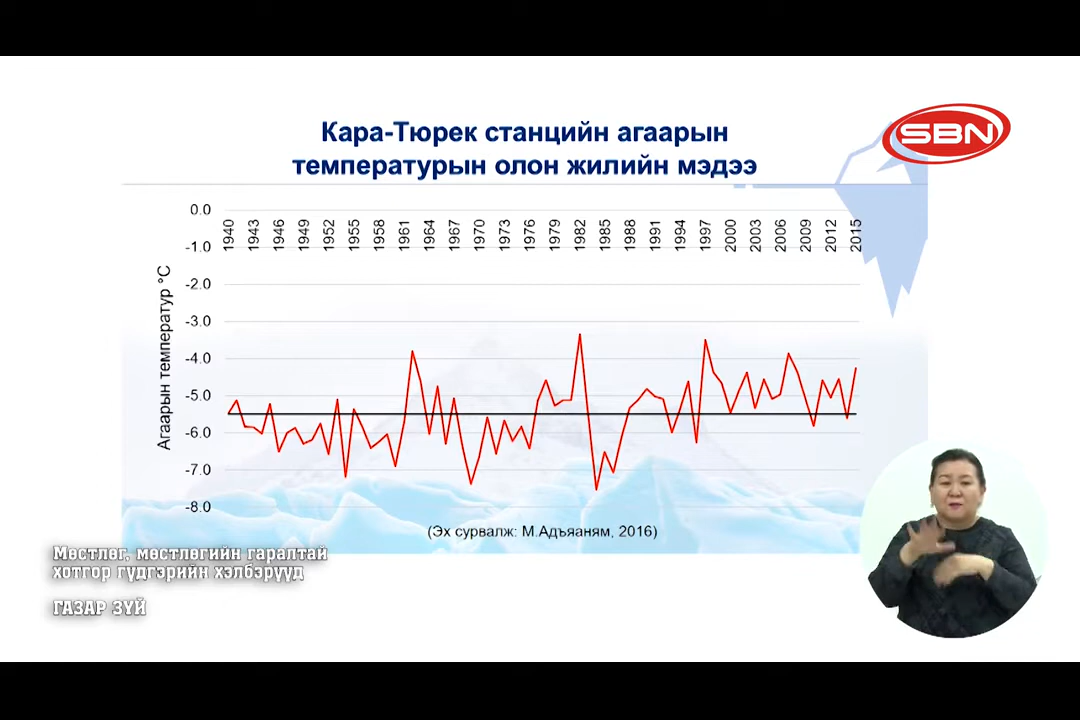 SBN
Кара-Тюрек станцийн агаарын
температурын олон жилийн мэдээ
0.0
-1.0
-2.0
-3.0
-4.0
-5.0
-6.0
-7.0
-8.0
Агаарын температур °C
1940 1943 1946 1949 1952 1955 1958 1961 1964 1967 1970 1973 1976 1979 1982 1985 1988 1991 1994 1997 2000 2003 2006 2009 2012 2015
(Эх сурвалж: М.Адъяаням, 2016)
Мөстлөг, мөстлөгийн гаралтай
хотгор гүдгэрийн хэлбэрүүд
ГАЗАР ЗҮЙ